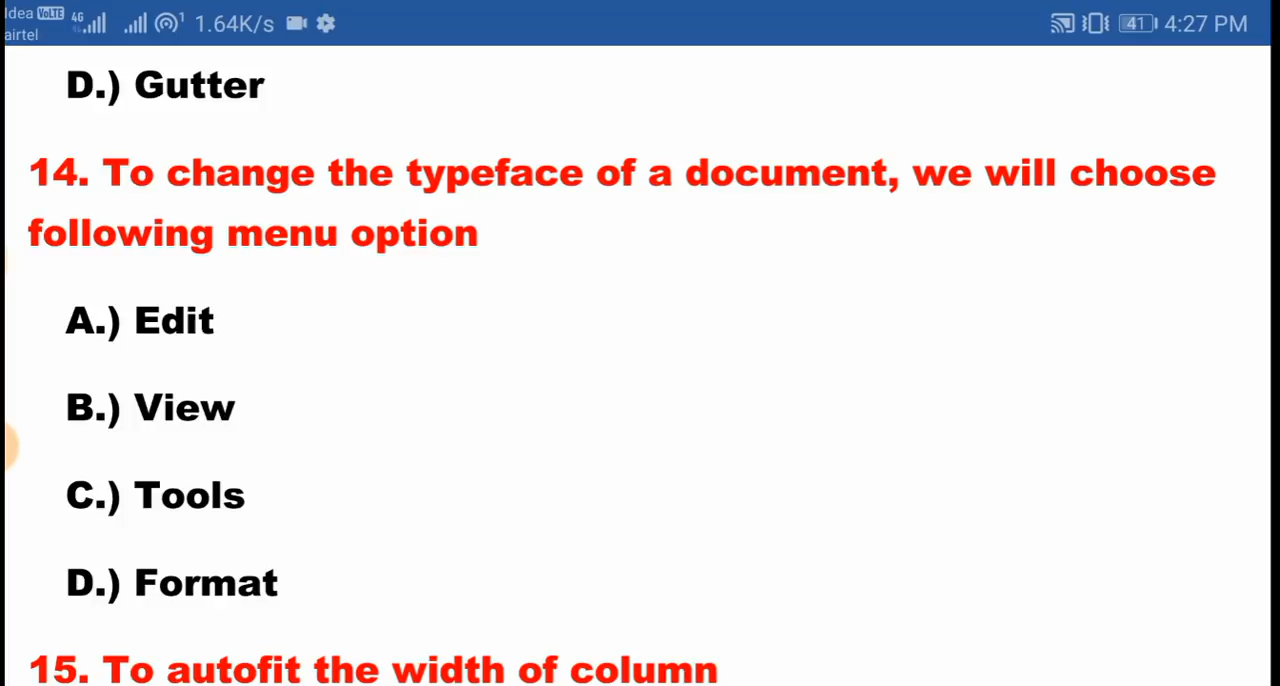 Idea VoLTE 4G 1 1.64K/s 41 4:27 PM
airtel
D.) Gutter
14. To change the typeface of a document, we will choose
following menu option
A.) Edit
B.) View
C.) Tools
D.) Format
15. To autofit the width of column